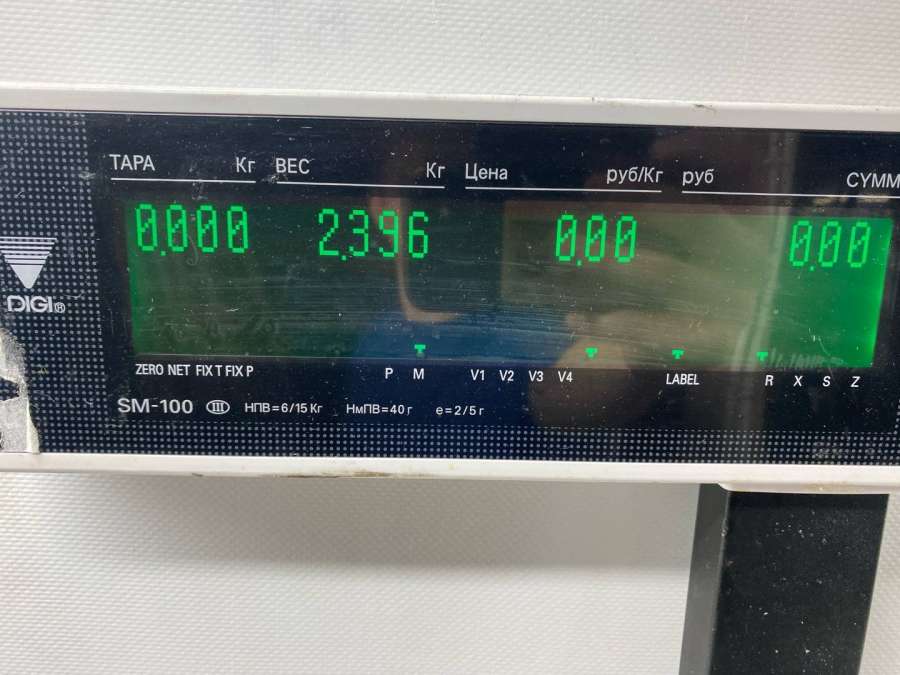 ТАРА Кг ВЕС Кг Цена руб/Кг руб СУММ
0.000 2.396 0.00 0.00
DIGI®
ZERO NET FIX T FIX P P M V1 V2 V3 V4 LABEL R X S Z
SM-100 III НПВ=6/15 Кг НмПВ=40 г e=2/5 г